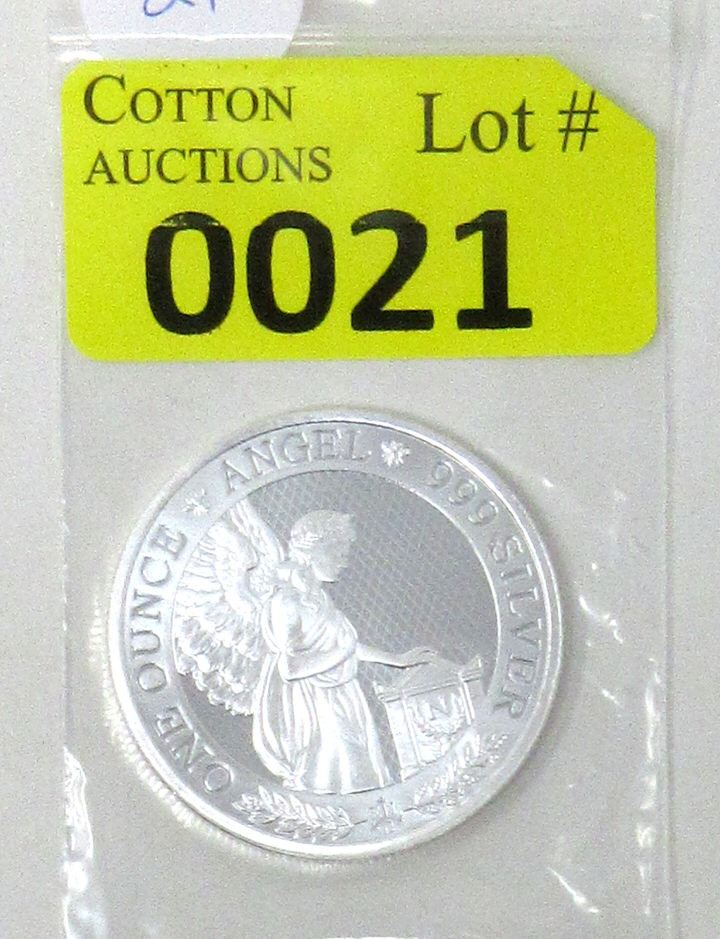 COTTON
AUCTIONS
Lot #
0021
ONE OUNCE ANGEL 999 SILVER